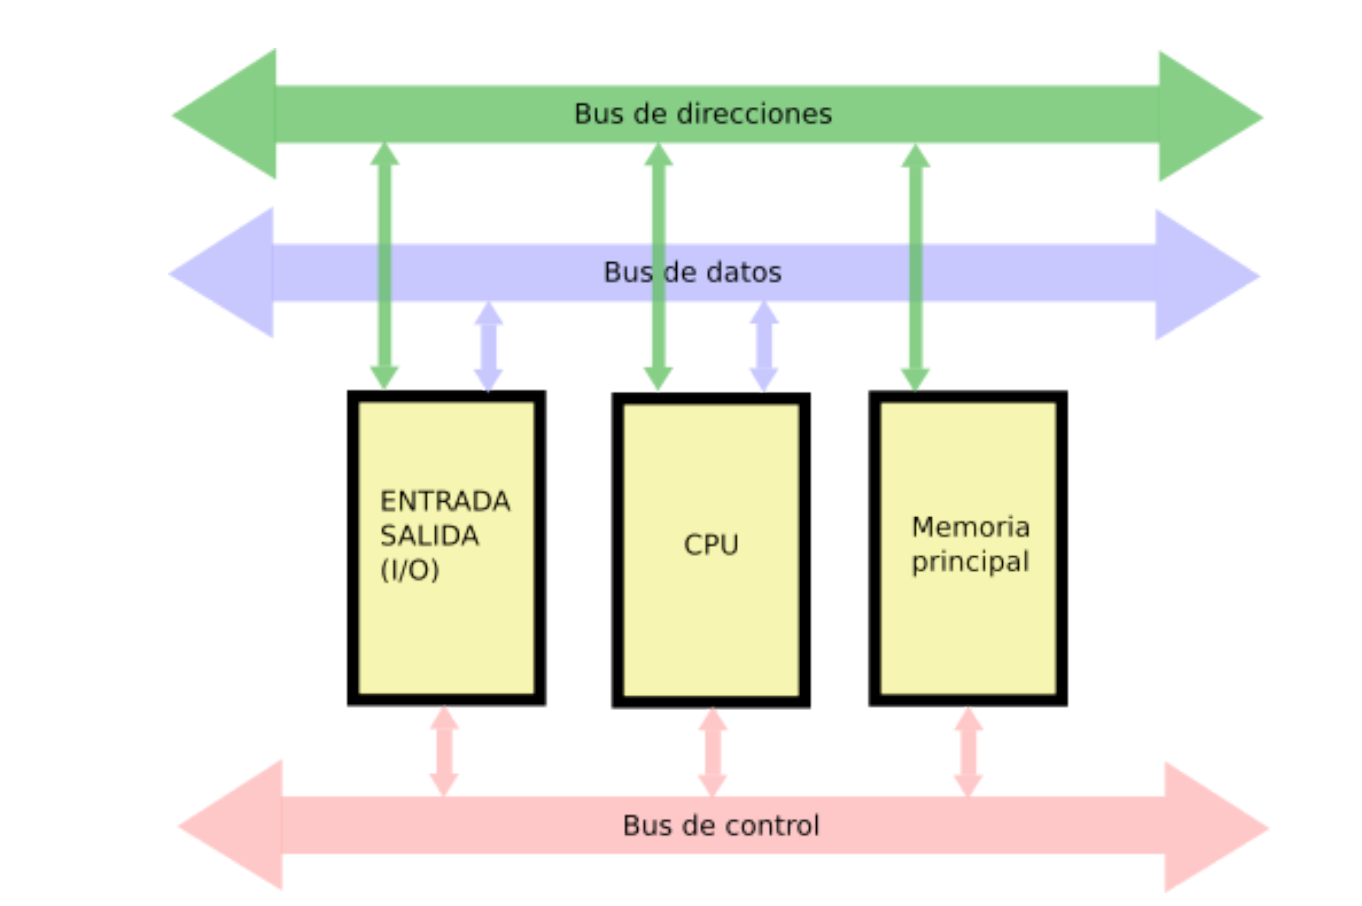 Bus de direcciones
Bus de datos
ENTRADA
SALIDA
(I/O)
CPU
Memoria
principal
Bus de control